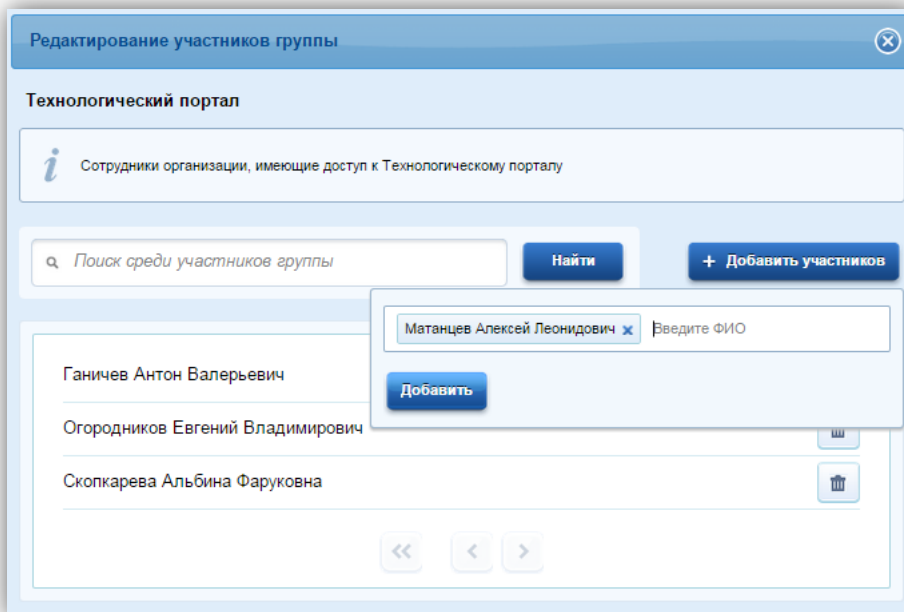 Редактирование участников группы
Технологический портал
Сотрудники организации, имеющие доступ к Технологическому порталу
Поиск среди участников группы
Найти
+ Добавить участников
Матанцев Алексей Леонидович × Введите ФИО
Добавить
Ганичев Антон Валерьевич
Огородников Евгений Владимирович
Скопкарева Альбина Фаруковна